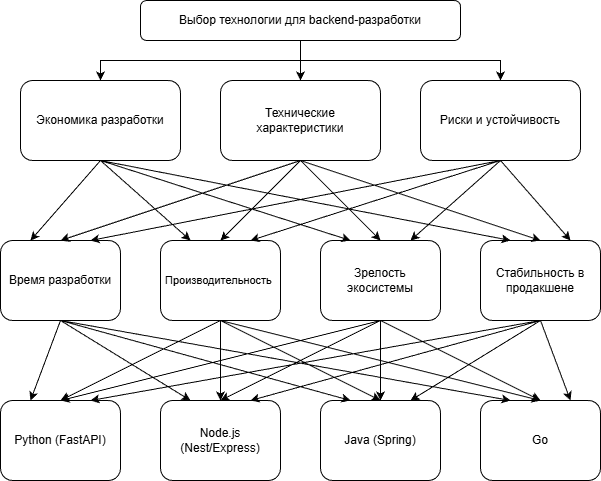 Выбор технологии для backend-разработки
Экономика разработки
Технические
характеристики
Риски и устойчивость
Время разработки
Производительность
Зрелость
экосистемы
Стабильность в
продакшене
Python (FastAPI)
Node.js
(Nest/Express)
Java (Spring)
Go